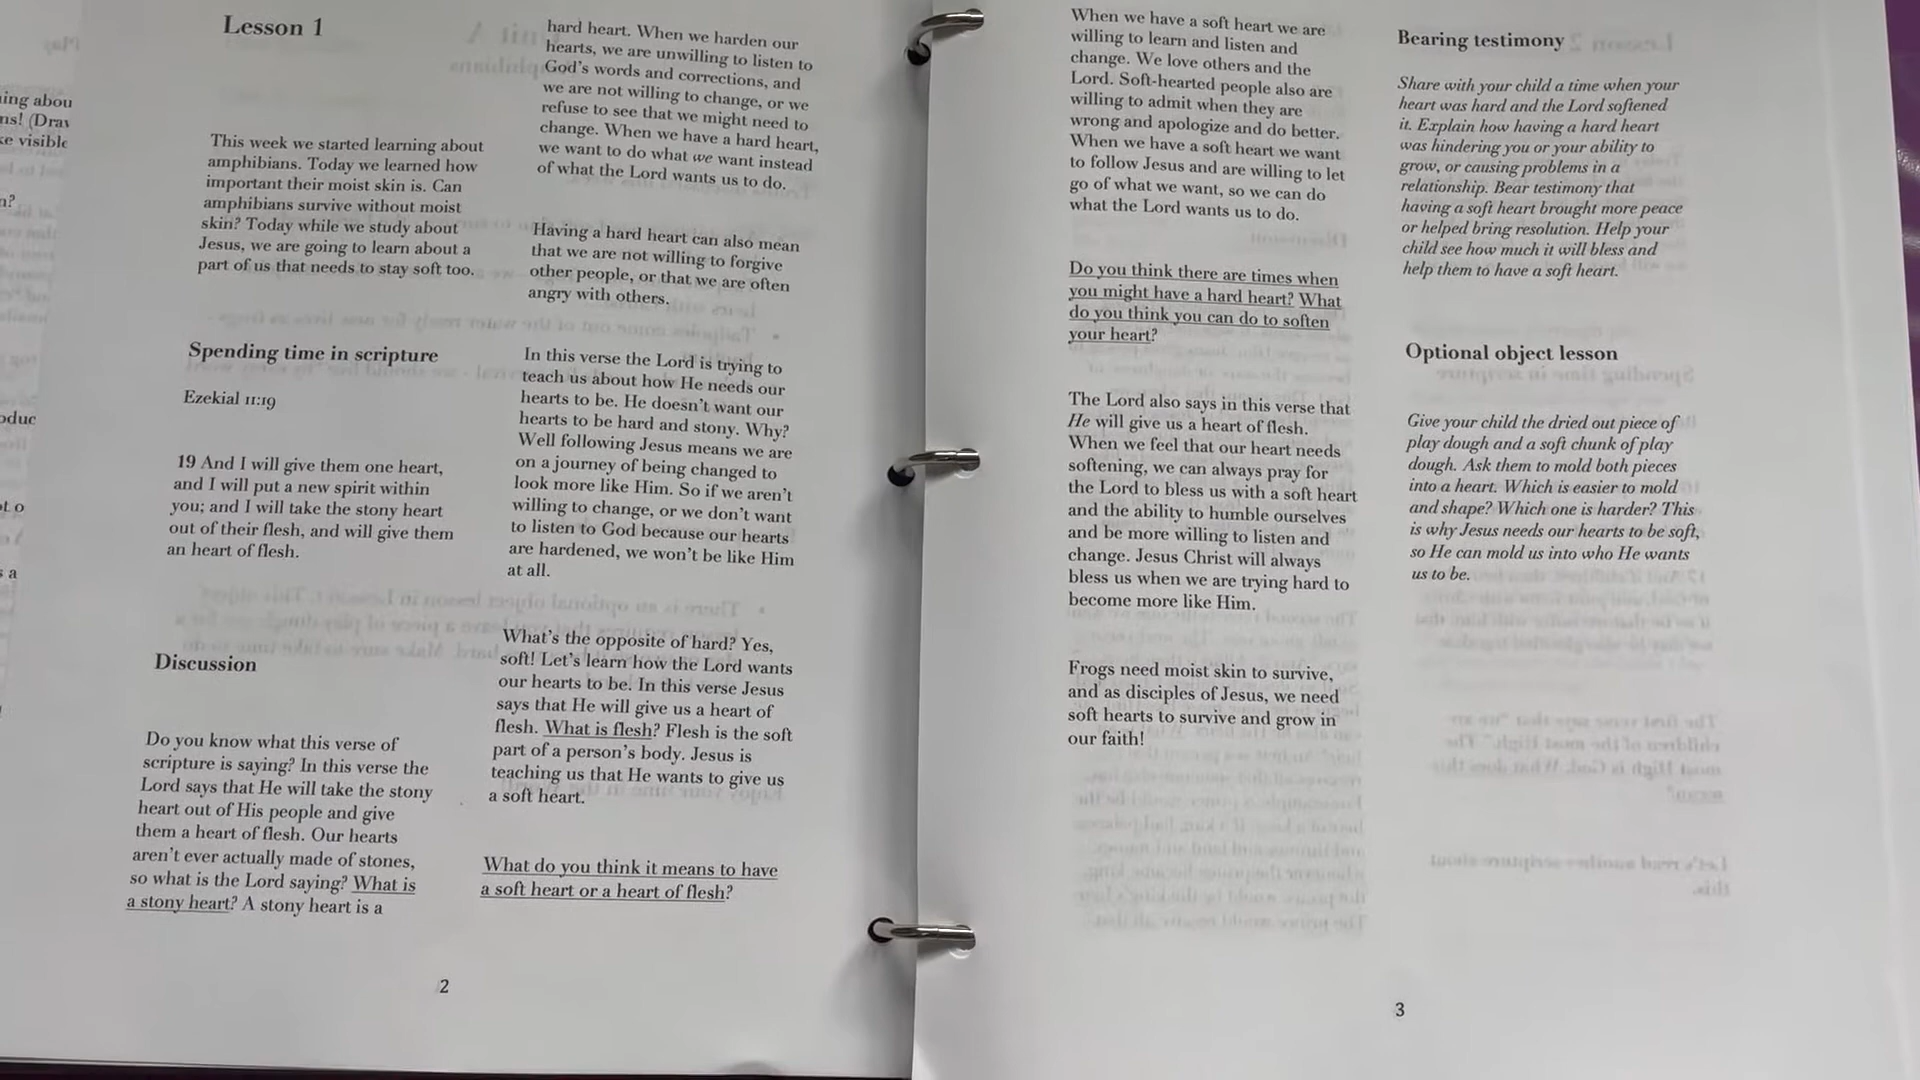 ing abou
ns! (Drav
ke visible
n?
oduc
ot o
s a
Lesson 1
This week we started learning about
amphibians. Today we learned how
important their moist skin is. Can
amphibians survive without moist
skin? Today while we study about
Jesus, we are going to learn about a
part of us that needs to stay soft too.
Spending time in scripture
Ezekial 11:19
19 And I will give them one heart,
and I will put a new spirit within
you; and I will take the stony heart
out of their flesh, and will give them
an heart of flesh.
Discussion
Do you know what this verse of
scripture is saying? In this verse the
Lord says that He will take the stony
heart out of His people and give
them a heart of flesh. Our hearts
aren't ever actually made of stones,
so what is the Lord saying? What is
a stony heart? A stony heart is a
hard heart. When we harden our
hearts, we are unwilling to listen to
God's words and corrections, and
we are not willing to change, or we
refuse to see that we might need to
change. When we have a hard heart,
we want to do what we want instead
of what the Lord wants us to do.
Having a hard heart can also mean
that we are not willing to forgive
other people, or that we are often
angry with others.
In this verse the Lord is trying to
teach us about how He needs our
hearts to be. He doesn't want our
hearts to be hard and stony. Why?
Well following Jesus means we are
on a journey of being changed to
look more like Him. So if we aren't
willing to change, or we don't want
to listen to God because our hearts
are hardened, we won't be like Him
at all.
What's the opposite of hard? Yes,
soft! Let's learn how the Lord wants
our hearts to be. In this verse Jesus
says that He will give us a heart of
flesh. What is flesh? Flesh is the soft
part of a person's body. Jesus is
teaching us that He wants to give us
a soft heart.
What do you think it means to have
a soft heart or a heart of flesh?
2
When we have a soft heart we are
willing to learn and listen and
change. We love others and the
Lord. Soft-hearted people also are
willing to admit when they are
wrong and apologize and do better.
When we have a soft heart we want
to follow Jesus and are willing to let
go of what we want, so we can do
what the Lord wants us to do.
Do you think there are times when
you might have a hard heart? What
do you think you can do to soften
your heart?
The Lord also says in this verse that
He will give us a heart of flesh.
When we feel that our heart needs
softening, we can always pray for
the Lord to bless us with a soft heart
and the ability to humble ourselves
and be more willing to listen and
change. Jesus Christ will always
bless us when we are trying hard to
become more like Him.
Frogs need moist skin to survive,
and as disciples of Jesus, we need
soft hearts to survive and grow in
our faith!
Bearing testimony
Share with your child a time when your
heart was hard and the Lord softened
it. Explain how having a hard heart
was hindering you or your ability to
grow, or causing problems in a
relationship. Bear testimony that
having a soft heart brought more peace
or helped bring resolution. Help your
child see how much it will bless and
help them to have a soft heart.
Optional object lesson
Give your child the dried out piece of
play dough and a soft chunk of play
dough. Ask them to mold both pieces
into a heart. Which is easier to mold
and shape? Which one is harder? This
is why Jesus needs our hearts to be soft,
so He can mold us into who He wants
us to be.
3